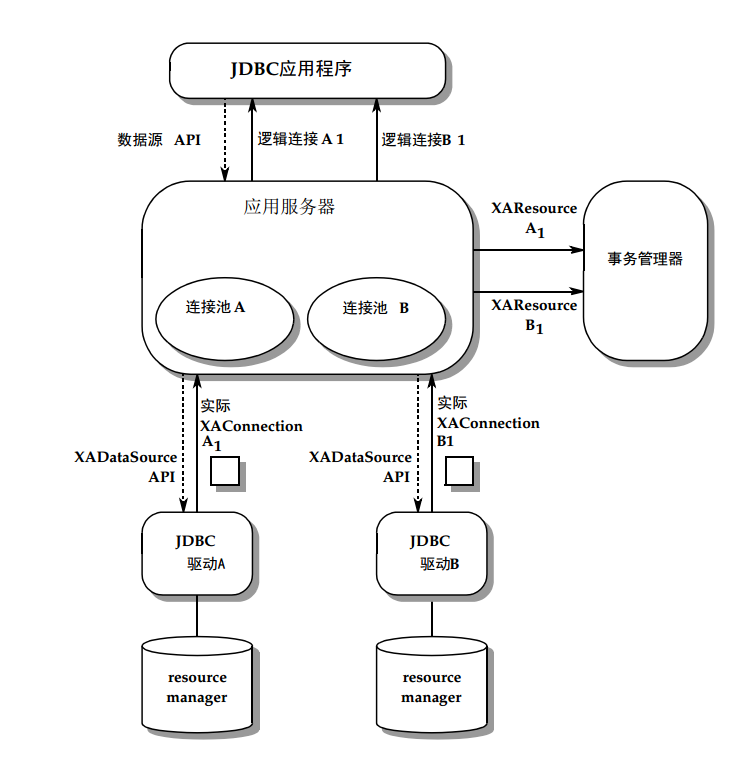 JDBC应用程序
数据源 API
逻辑连接 A 1
逻辑连接B 1
应用服务器
XAResource
A1
事务管理器
连接池 A
连接池 B
XAResource
B1
实际
XAConnection
A1
XADataSource
API
实际
XAConnection
B1
XADataSource
API
JDBC
驱动A
JDBC
驱动B
resource
manager
resource
manager